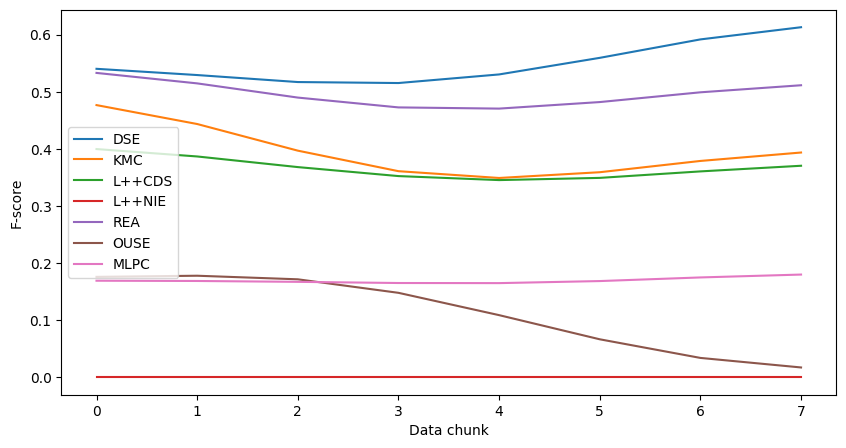 0.6
0.5
0.4
0.3
0.2
0.1
0.0
F-score
DSE
KMC
L++CDS
L++NIE
REA
OUSE
MLPC
0 1 2 3 4 5 6 7
Data chunk